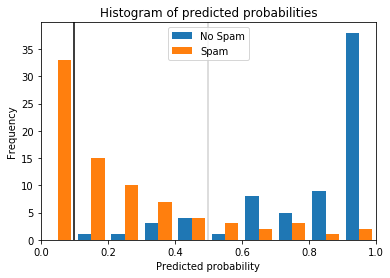 Histogram of predicted probabilities
No Spam
Spam
Frequency
35
30
25
20
15
10
5
0
0.0 0.2 0.4 0.6 0.8 1.0
Predicted probability